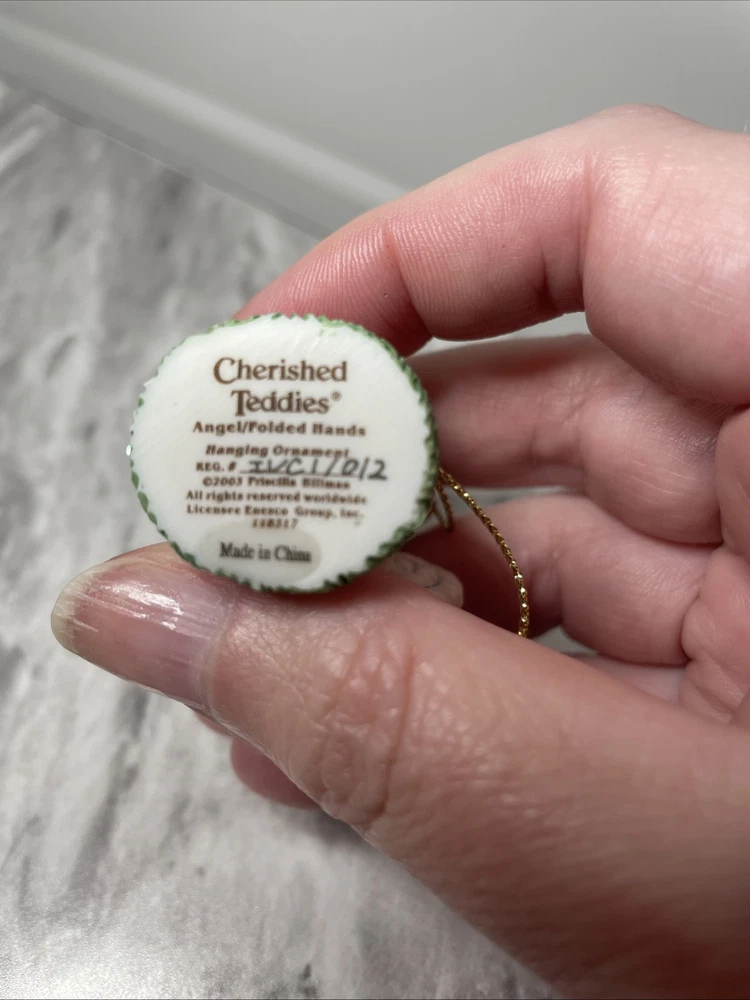 Cherished
Teddies®
Angel/Folded Hands
Hanging Ornament
REG. # IVC1/012
©2003 Priscilla Hillman
All rights reserved worldwide
Licensee Enesco Group, Inc.
Made in China